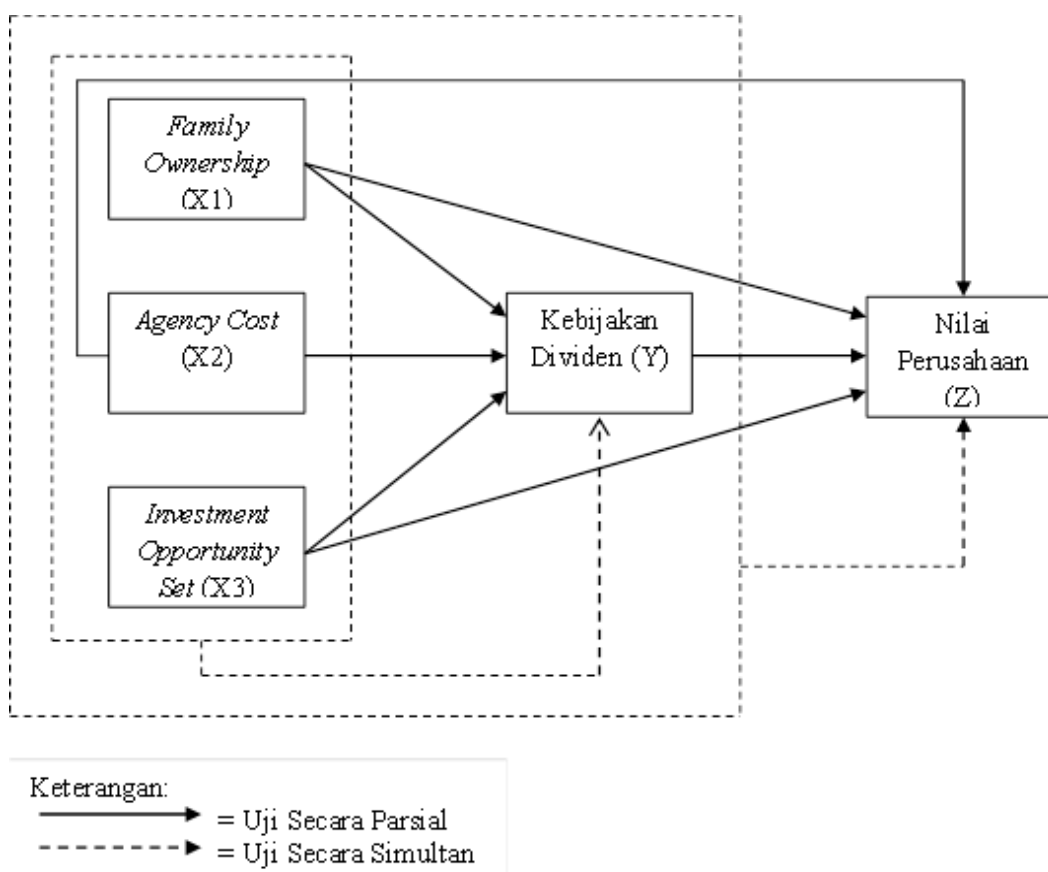 Family
Ownership
(X1)
Agency Cost
(X2)
Investment
Opportunity
Set (X3)
Kebijakan
Dividen (Y)
Nilai
Perusahaan
(Z)
Keterangan:
= Uji Secara Parsial
= Uji Secara Simultan